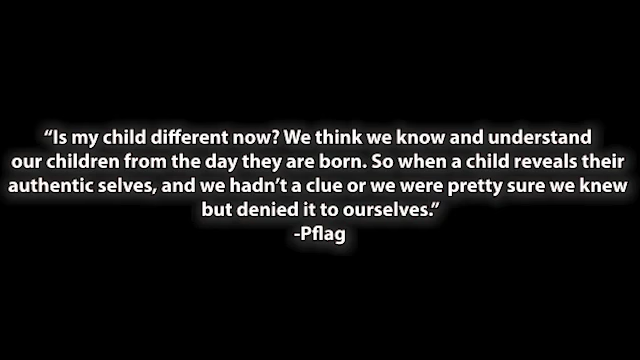 “Is my child different now? We think we know and understand
our children from the day they are born. So when a child reveals their
authentic selves, and we hadn’t a clue or we were pretty sure we knew
but denied it to ourselves.”
-Pflag